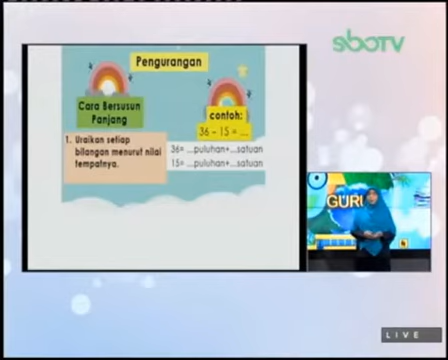 sbotv
Pengurangan
Cara Bersusun
Panjang
contoh:
36 – 15 = ...
1. Uraikan setiap
bilangan menurut nilai
tempatnya.
36= ...puluhan+...satuan
15= ...puluhan+...satuan
GURU
LIVE